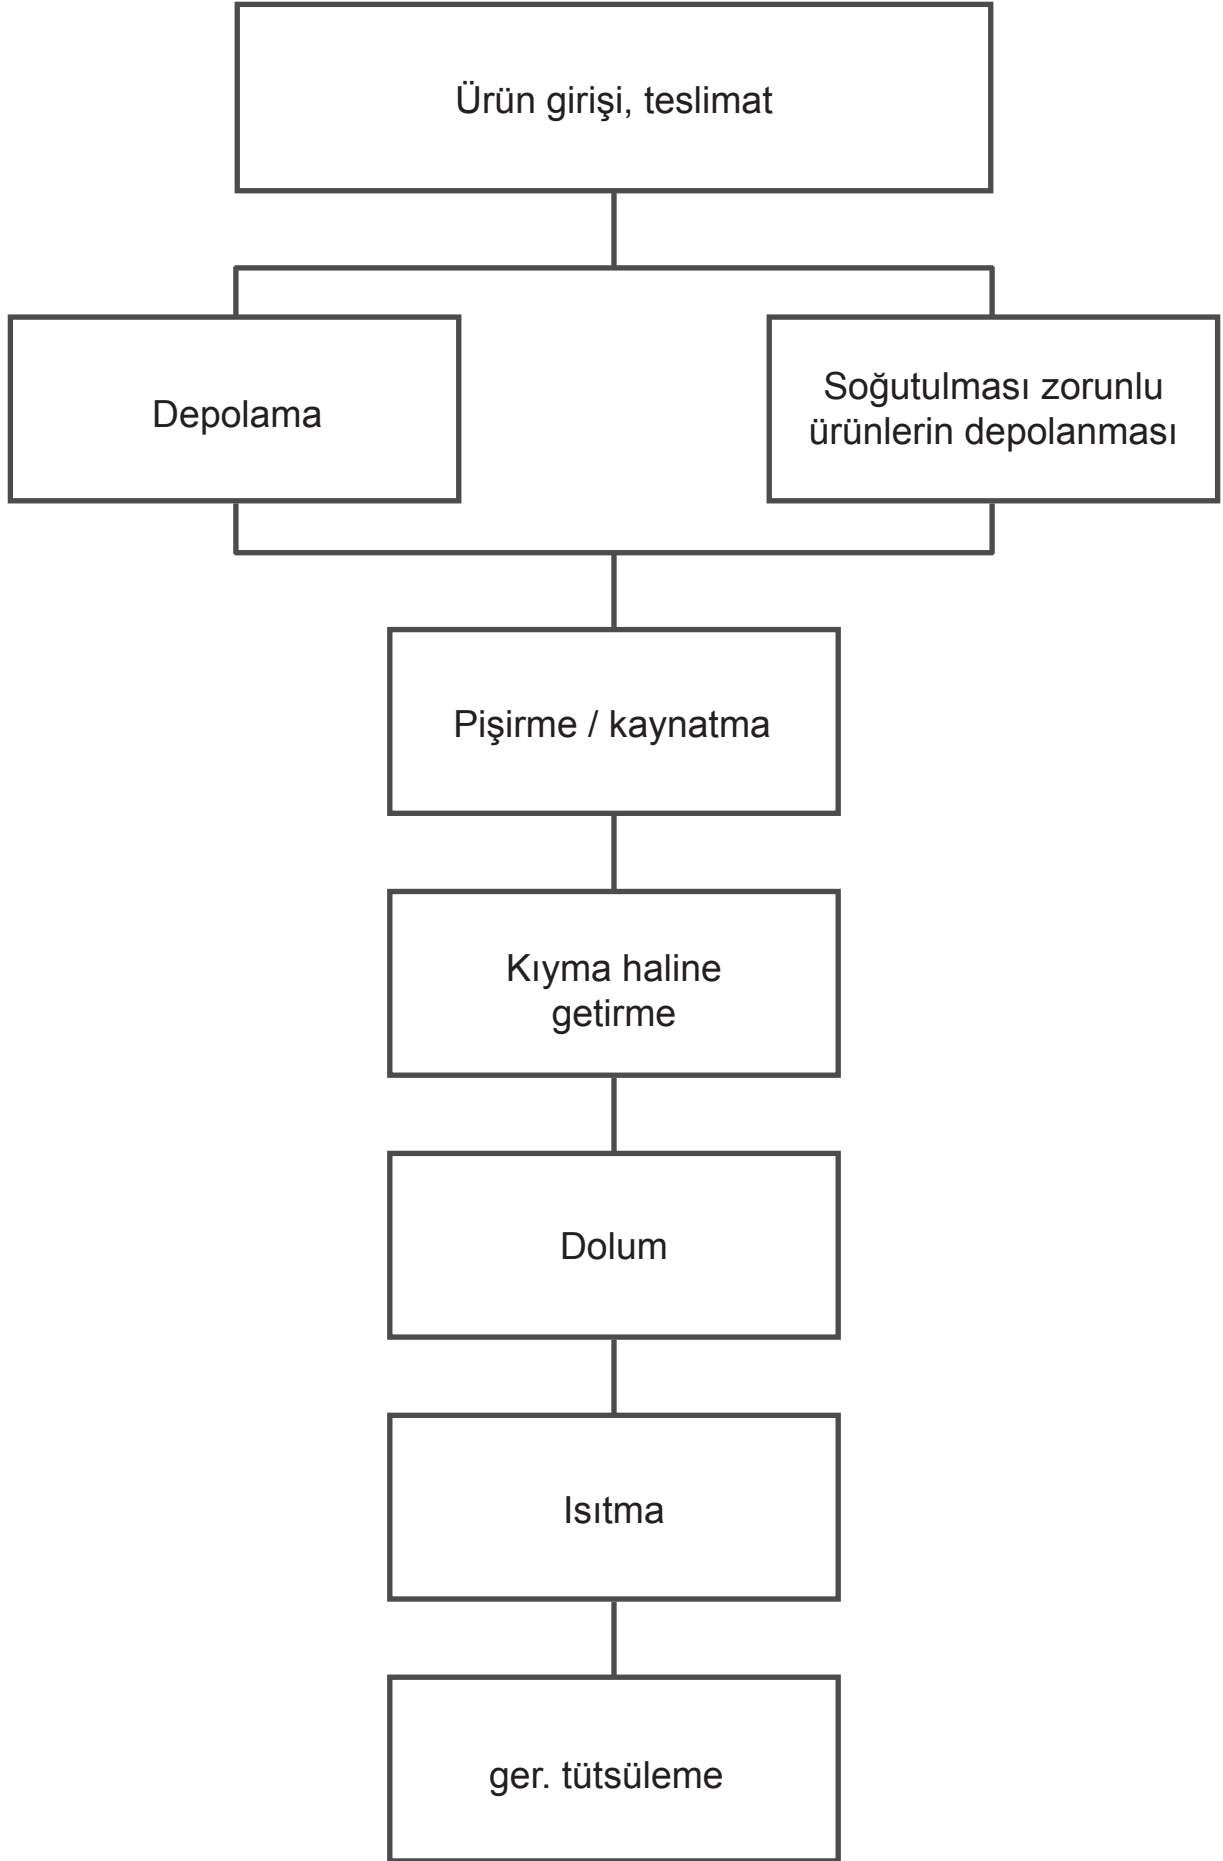 Ürün girişi, teslimat
Depolama
Soğutulması zorunlu
ürünlerin depolanması
Pişirme / kaynatma
Kıyma haline
getirme
Dolum
Isıtma
ger. tütsüleme